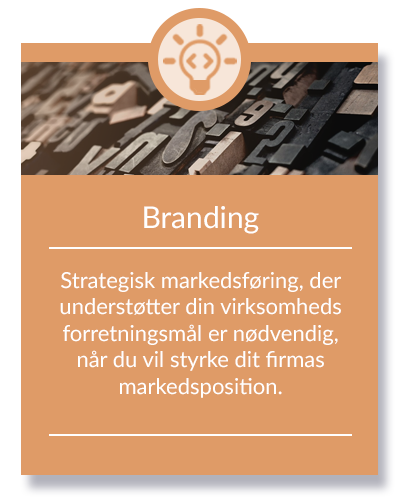 Branding
Strategisk markedsføring, der
understøtter din virksomheds
forretningsmål er nødvendig,
når du vil styrke dit firmas
markedsposition.